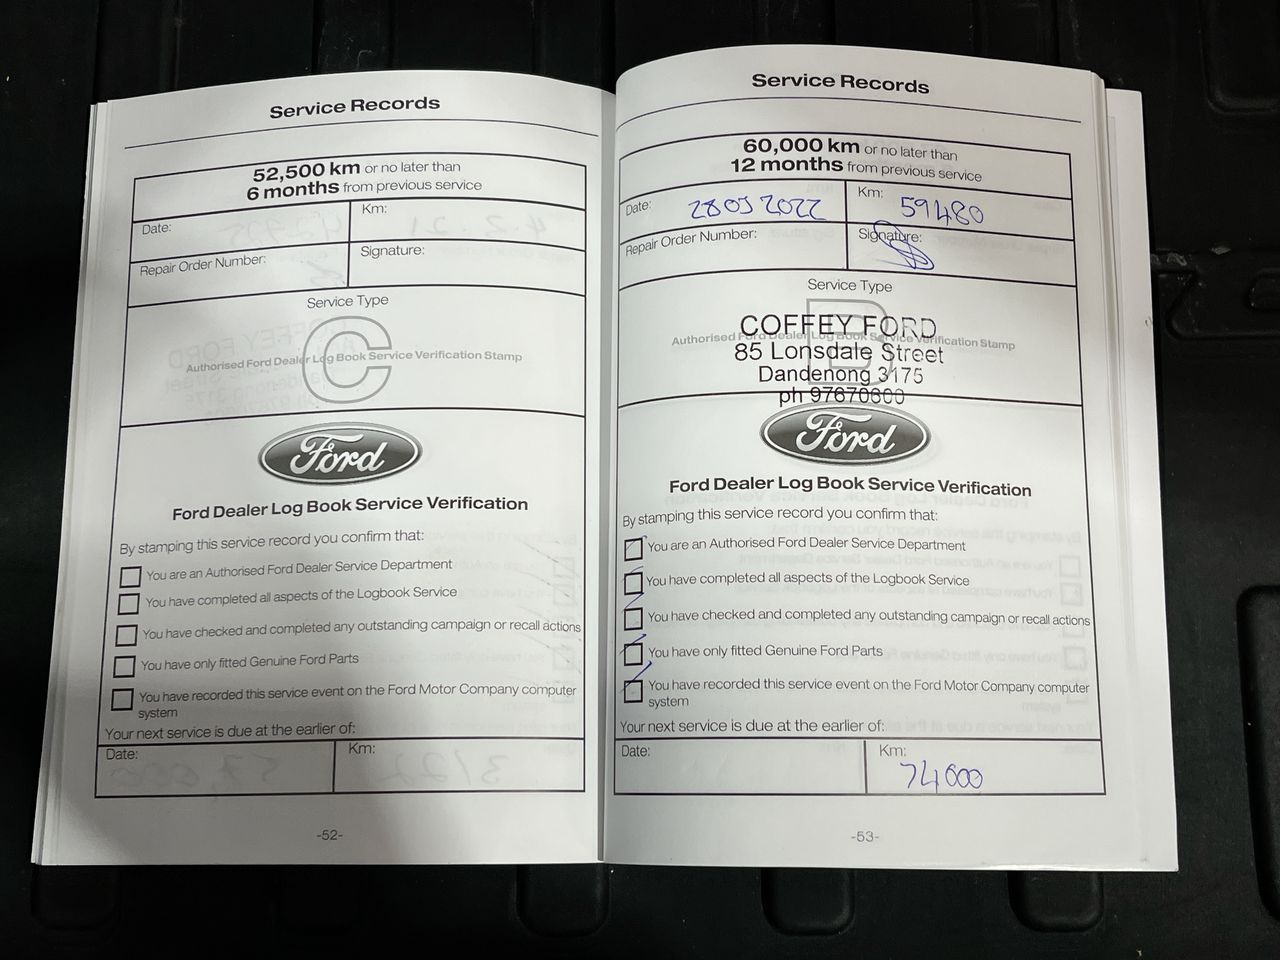 Service Records
52,500 km or no later than
6 months from previous service
Date:
Km:
Repair Order Number:
Signature:
Service Type
C
Authorised Ford Dealer Log Book Service Verification Stamp
Ford
Ford Dealer Log Book Service Verification
By stamping this service record you confirm that:
You are an Authorised Ford Dealer Service Department
You have completed all aspects of the Logbook Service
You have checked and completed any outstanding campaign or recall actions
You have only fitted Genuine Ford Parts
You have recorded this service event on the Ford Motor Company computer
system
Your next service is due at the earlier of:
Date:
Km:
-52-
Service Records
60,000 km or no later than
12 months from previous service
Date: 28 03 2022
Km: 59480
Repair Order Number:
Signature:
Service Type
B
Authorised Ford Dealer Log Book Service Verification Stamp
COFFEY FORD
85 Lonsdale Street
Dandenong 3175
ph 97670600
Ford
Ford Dealer Log Book Service Verification
By stamping this service record you confirm that:
You are an Authorised Ford Dealer Service Department
You have completed all aspects of the Logbook Service
You have checked and completed any outstanding campaign or recall actions
You have only fitted Genuine Ford Parts
You have recorded this service event on the Ford Motor Company computer
system
Your next service is due at the earlier of:
Date:
Km:
74000
-53-